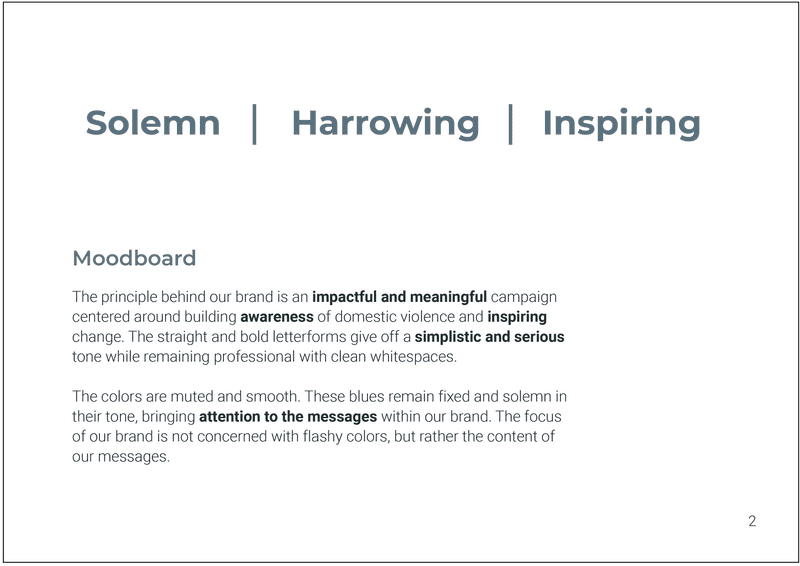 Solemn | Harrowing | Inspiring
Moodboard
The principle behind our brand is an impactful and meaningful campaign
centered around building awareness of domestic violence and inspiring
change. The straight and bold letterforms give off a simplistic and serious
tone while remaining professional with clean whitespaces.
The colors are muted and smooth. These blues remain fixed and solemn in
their tone, bringing attention to the messages within our brand. The focus
of our brand is not concerned with flashy colors, but rather the content of
our messages.
2